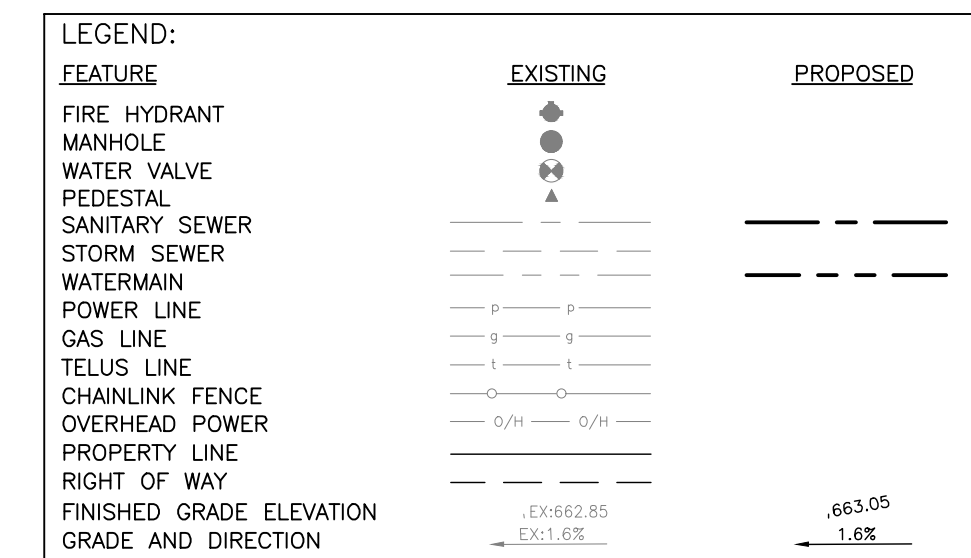 LEGEND:
FEATURE EXISTING PROPOSED
FIRE HYDRANT
MANHOLE
WATER VALVE
PEDESTAL
SANITARY SEWER
STORM SEWER
WATERMAIN
POWER LINE p p
GAS LINE g g
TELUS LINE t t
CHAINLINK FENCE
OVERHEAD POWER O/H O/H
PROPERTY LINE
RIGHT OF WAY
FINISHED GRADE ELEVATION EX:662.85 663.05
GRADE AND DIRECTION EX:1.6% 1.6%